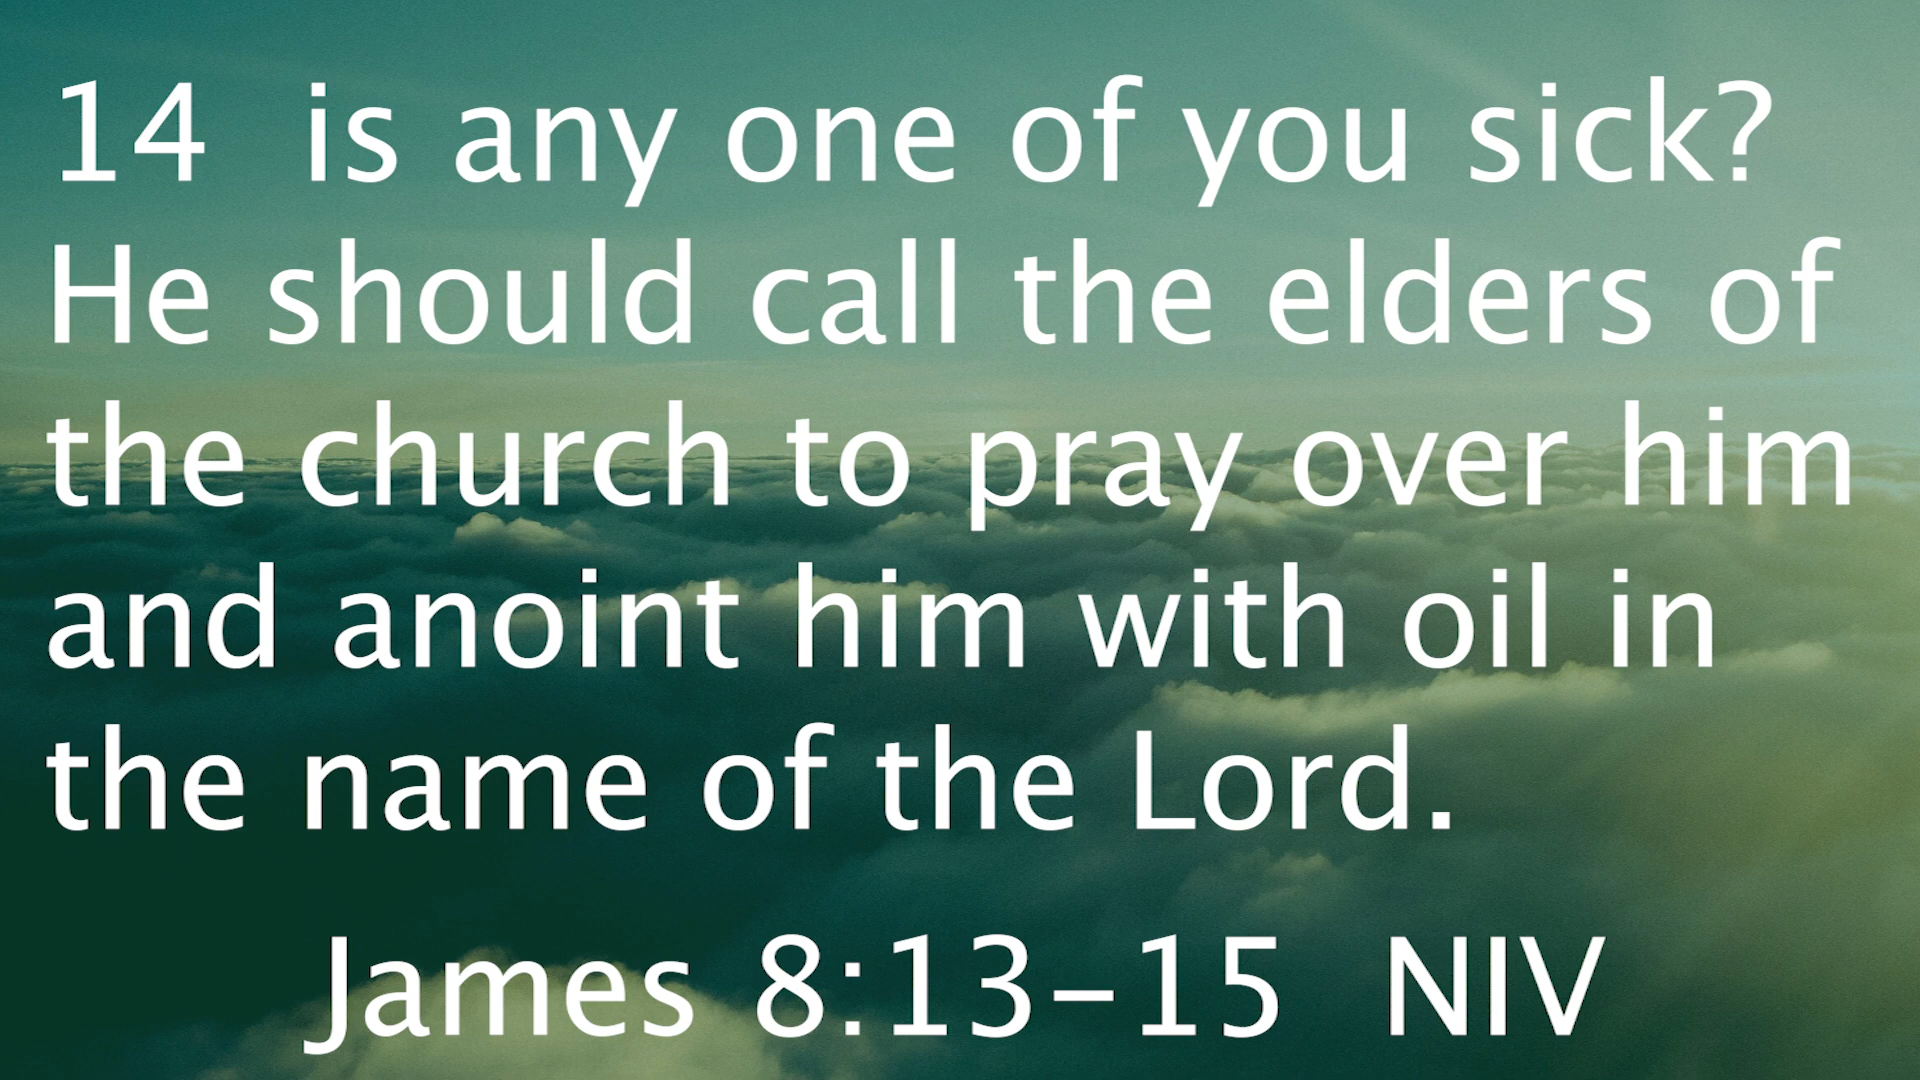 14  is any one of you sick?
He should call the elders of
the church to pray over him
and anoint him with oil in
the name of the Lord.
James 8:13-15  NIV